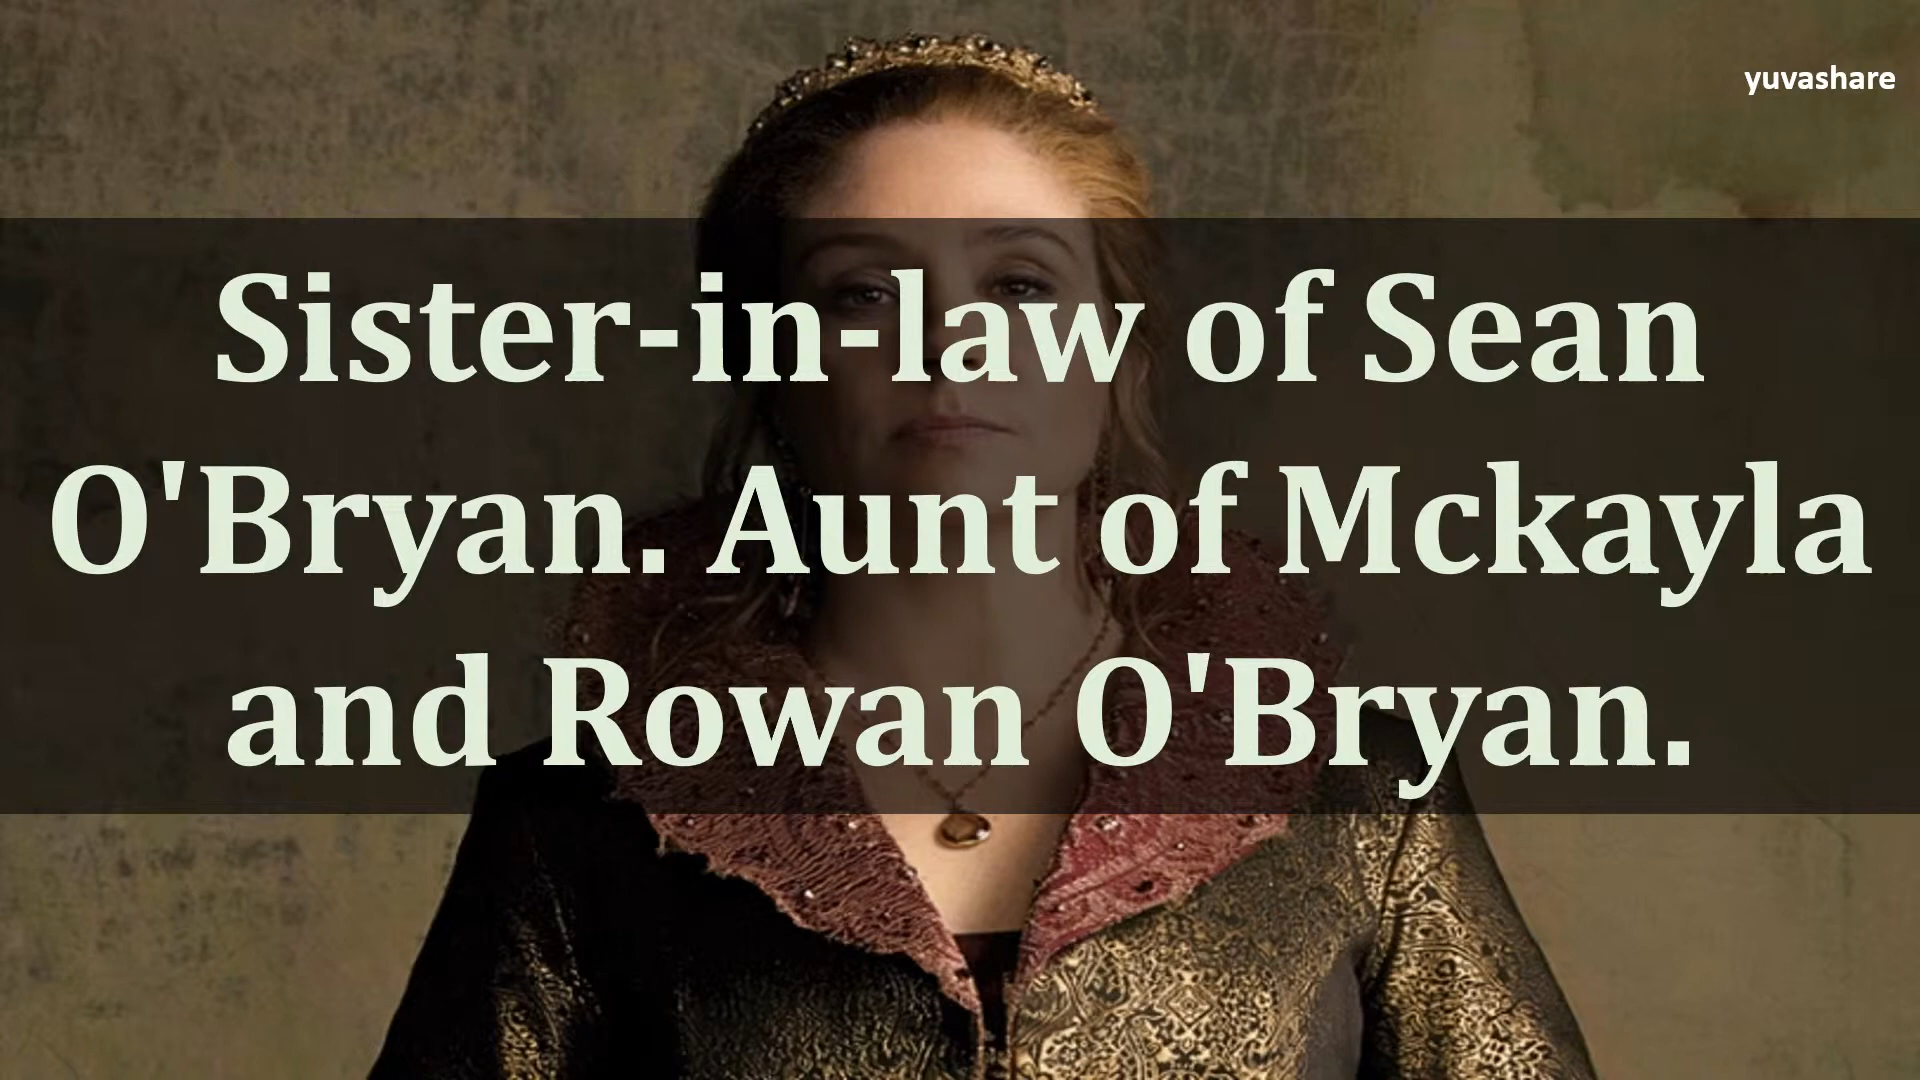 yuvashare
Sister-in-law of Sean
O'Bryan. Aunt of Mckayla
and Rowan O'Bryan.